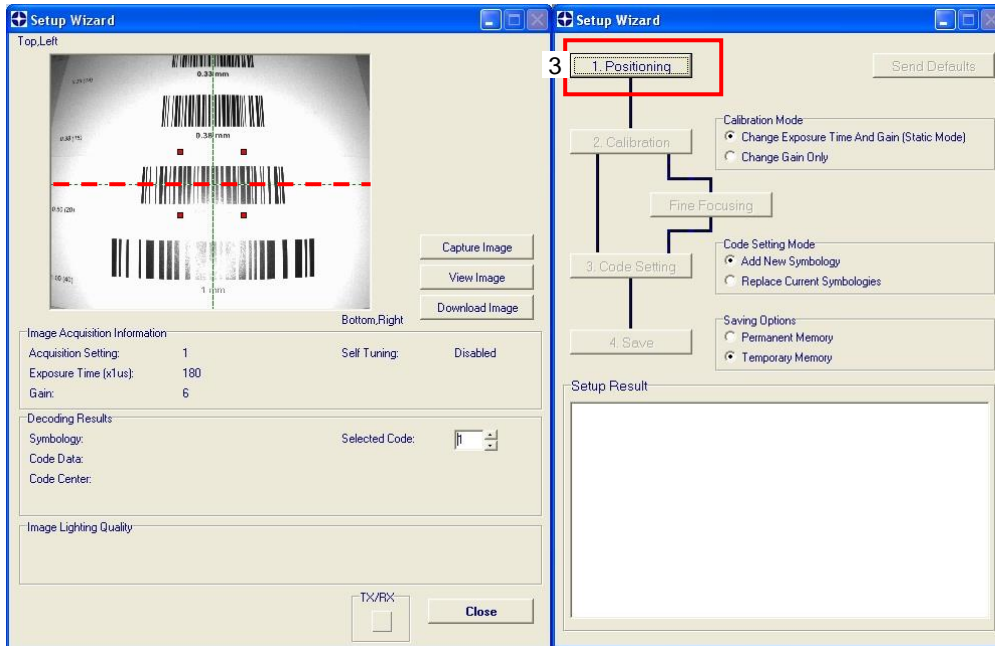 Setup Wizard
Top,Left
0.33 mm
0.38 mm
1 mm
Capture Image
View Image
Download Image
Bottom,Right
Image Acquisition Information
Acquisition Setting: 1 Self Tuning: Disabled
Exposure Time (x1us): 180
Gain: 6
Decoding Results
Symbology: Selected Code: 1
Code Data:
Code Center:
Image Lighting Quality
TX/RX
Close
Setup Wizard
3 1. Positioning Send Defaults
Calibration Mode
2. Calibration
Change Exposure Time And Gain (Static Mode)
Change Gain Only
Fine Focusing
Code Setting Mode
3. Code Setting
Add New Symbology
Replace Current Symbologies
Saving Options
4. Save
Permanent Memory
Temporary Memory
Setup Result